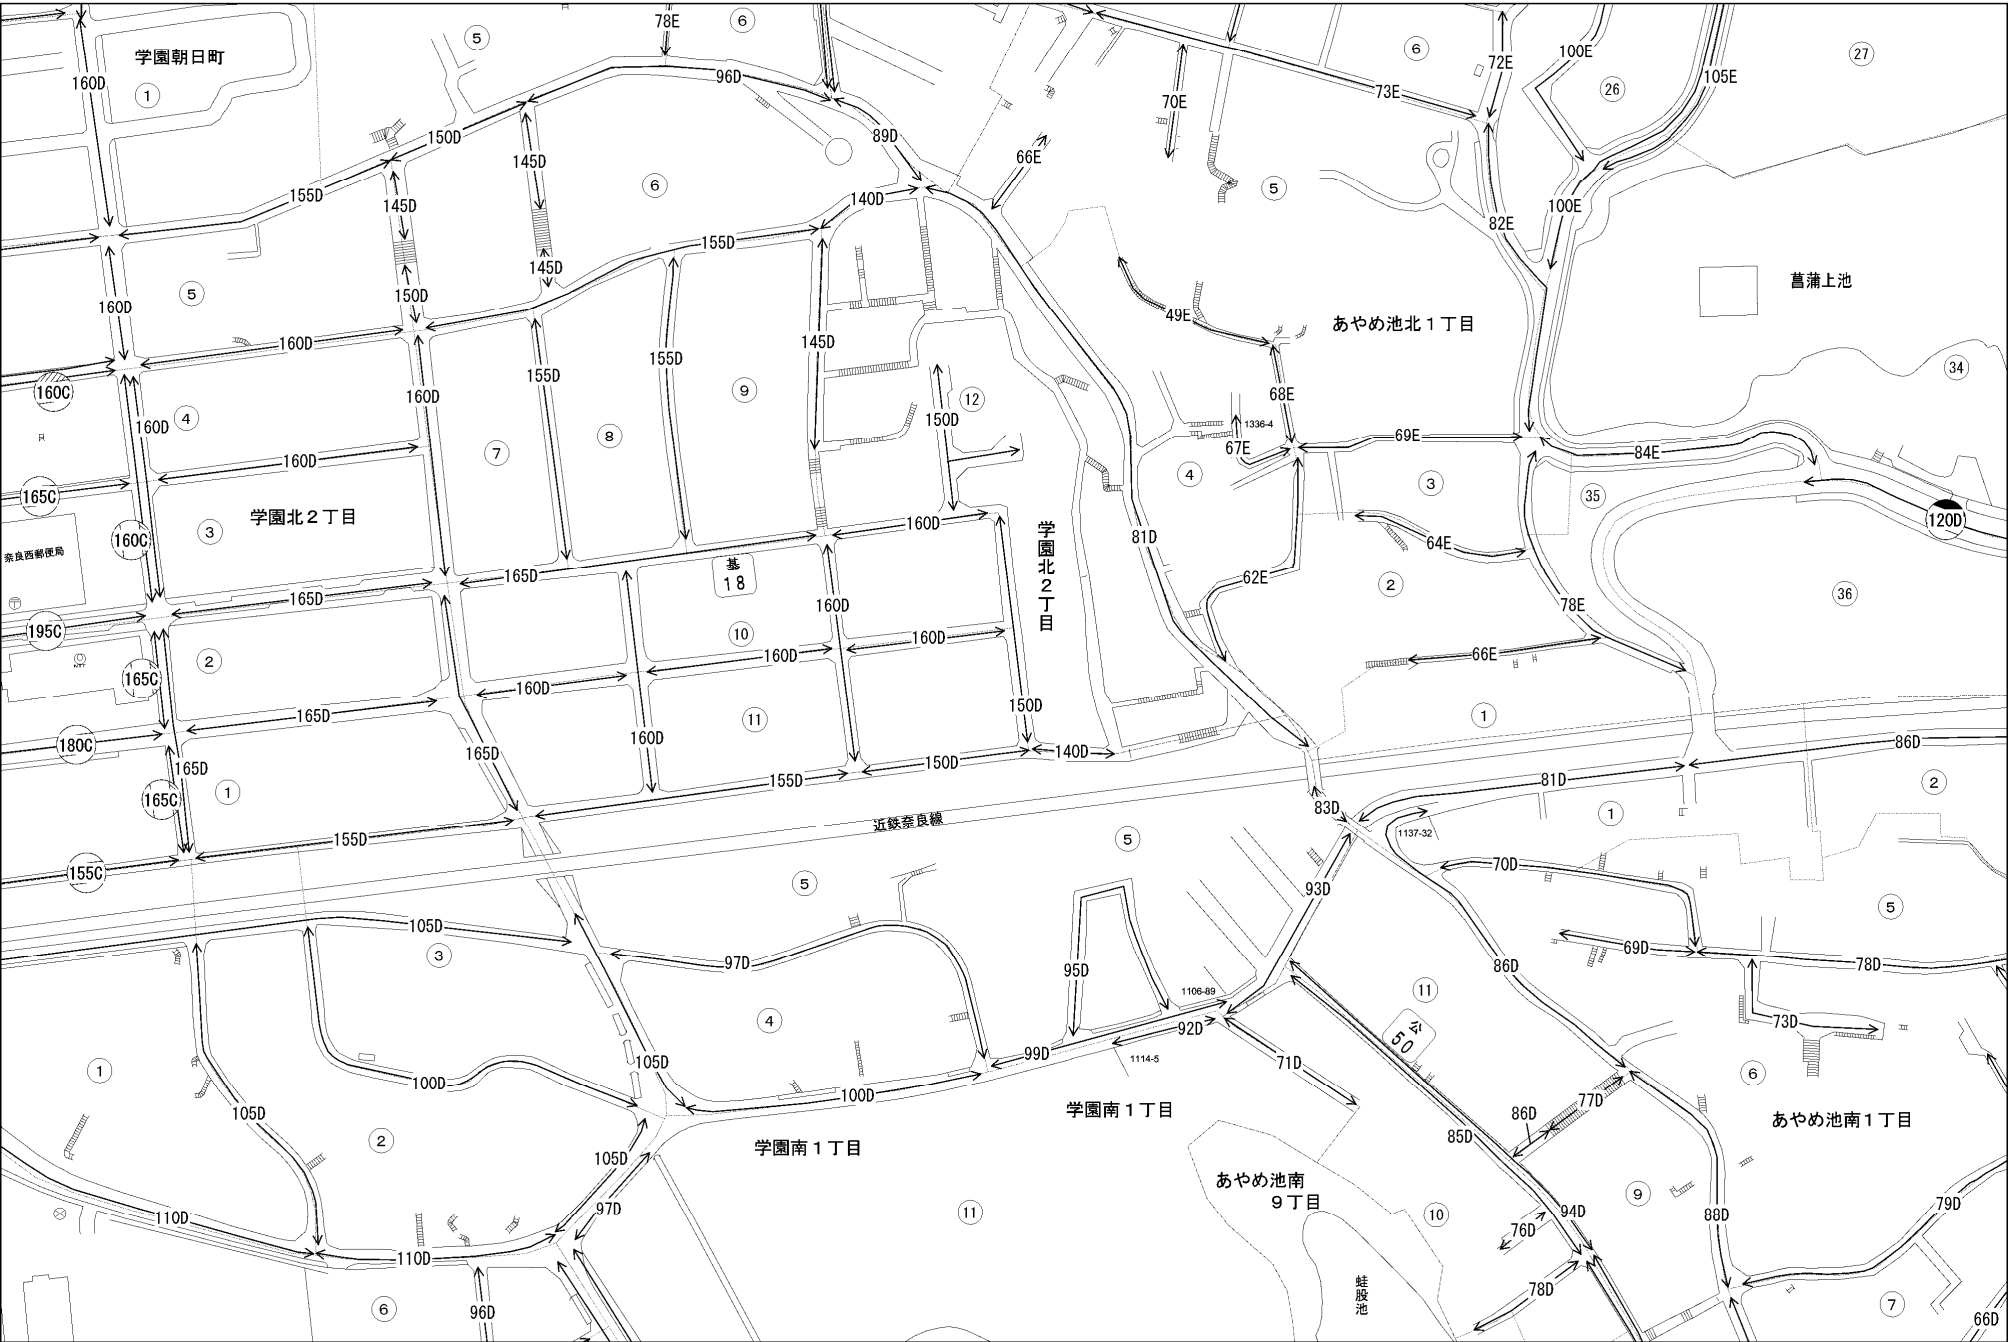 78E
⑥
⑤
学園朝日町
160D
①
96D
150D
145D
155D
145D
⑥
89D
140D
66E
⑤
70E
73E
⑥
72E
100E
㉖
105E
㉗
82E
100E
菖蒲上池
あやめ池北1丁目
49E
68E
67E
1336-4
69E
84E
㉞
120D
③
㉟
④
64E
62E
②
78E
66E
㊱
①
⑤
160D
150D
145D
155D
160D
160C
④
160D
160D
155D
155D
⑨
145D
⑫
150D
⑦
⑧
160D
165C
学園北2丁目
③
160C
奈良西郵便局
〒
165D
165D
基
18
160D
160D
学園北2丁目
81D
195C
NTT
②
165C
⑩
160D
160D
160D
165D
165D
160D
⑪
150D
180C
165D
165C
①
155D
150D
140D
155D
155C
近鉄奈良線
83D
81D
86D
②
①
1137-32
70D
⑤
⑤
⑤
93D
105D
③
97D
95D
1106-89
92D
1114-5
99D
④
105D
100D
100D
71D
⑪
公
50
86D
69D
78D
73D
⑥
あやめ池南1丁目
77D
86D
85D
①
105D
②
105D
97D
学園南1丁目
学園南1丁目
あやめ池南
9丁目
⑪
⑩
94D
76D
78D
⑨
88D
79D
⑦
66D
110D
110D
⑥
96D
蛙股池